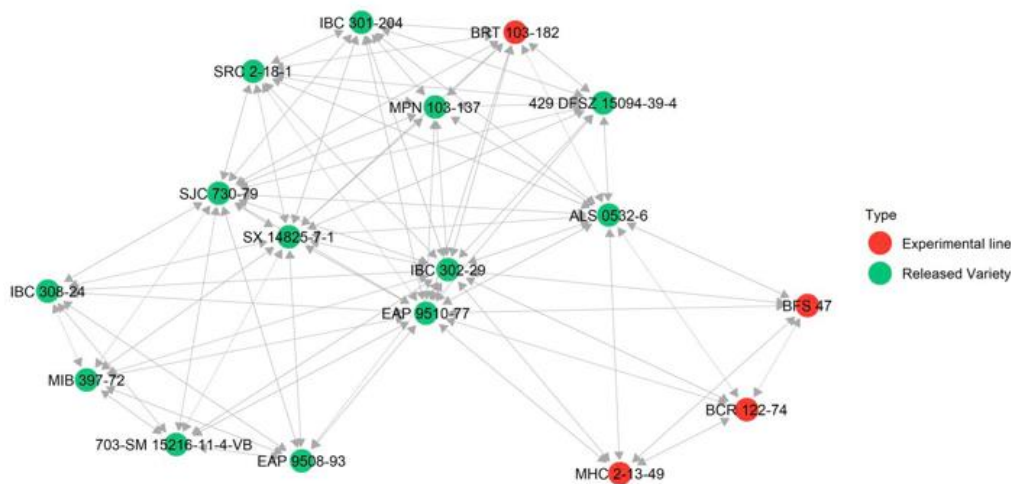 IBC 301-204
BRT 103-182
SRC 2-18-1
MPN 103-137
429 DFSZ 15094-39-4
SJC 730-79
ALS 0532-6
SX 14825-7-1
Type
Experimental line
Released Variety
IBC 302-29
IBC 308-24
EAP 9510-77
BFS 47
MIB 397-72
BCR 122-74
703-SM 15216-11-4-VB
EAP 9508-93
MHC 2-13-49